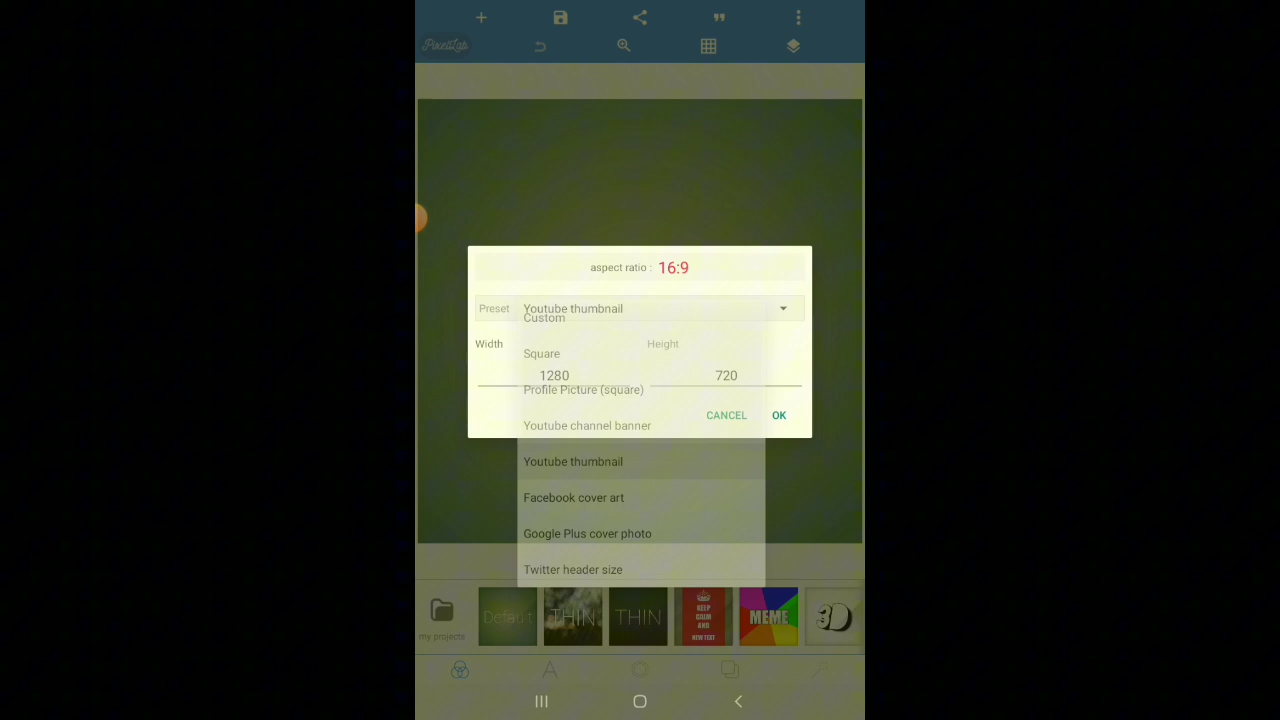 PixelLab
aspect ratio : 16:9
Preset Youtube thumbnail
Custom
Width Height
Square
1280 720
Profile Picture (square)
CANCEL OK
Youtube channel banner
Youtube thumbnail
Facebook cover art
Google Plus cover photo
Twitter header size
my projects
Default
THIN
THIN
KEEP
CALM
AND
NEW TEXT
MEME
3D